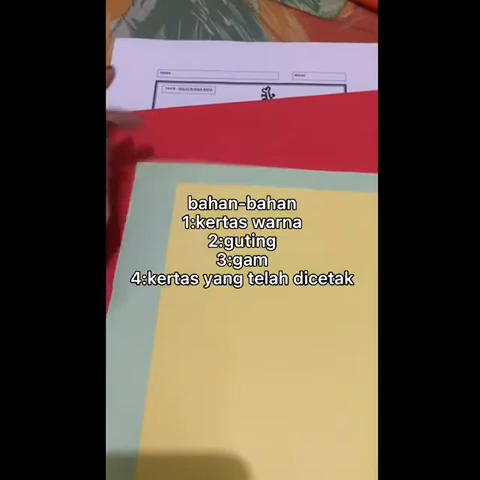 bahan-bahan
1:kertas warna
2:guting
3:gam
4:kertas yang telah dicetak